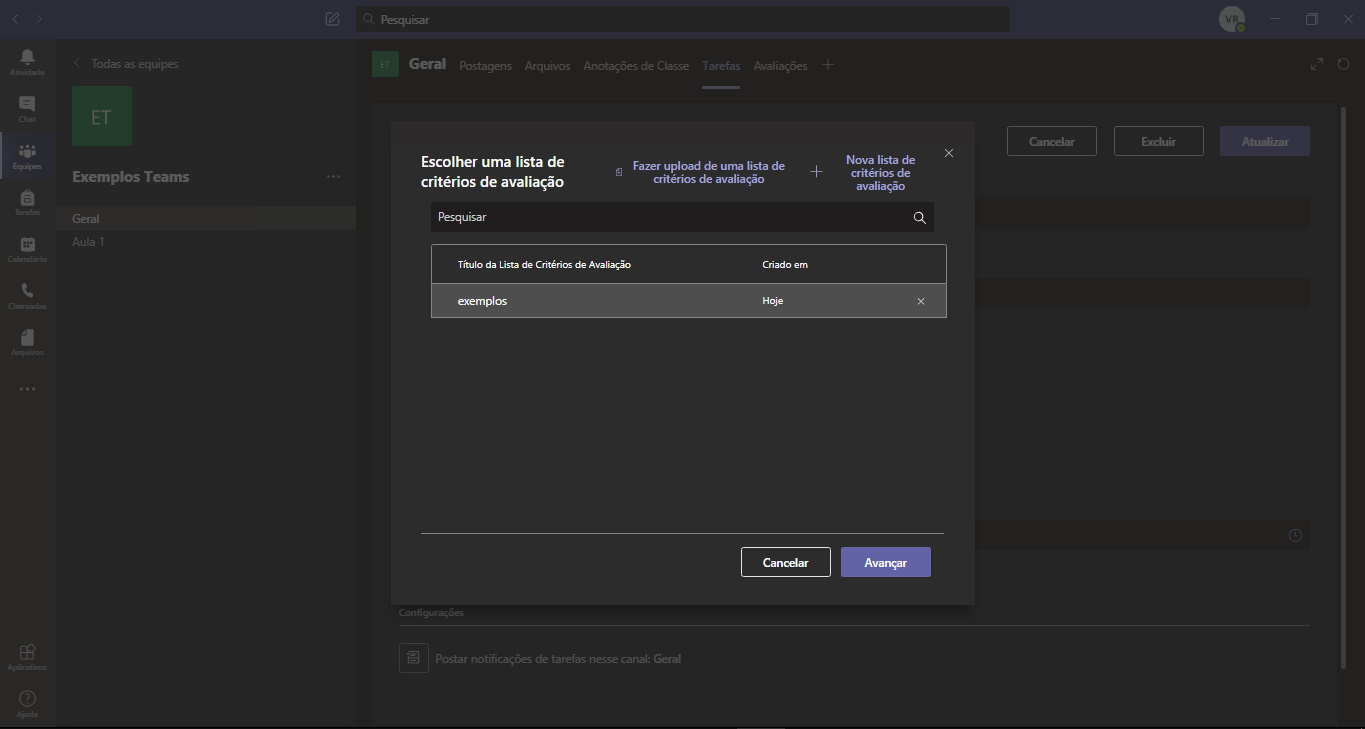 Pesquisar
VR
Atividade
Chat
Equipes
Tarefas
Calendário
Chamadas
Arquivos
Aplicativos
Ajuda
Todas as equipes
ET
Exemplos Teams
Geral
Aula 1
ET
Geral
Postagens
Arquivos
Anotações de Classe
Tarefas
Avaliações
Cancelar
Excluir
Atualizar
Escolher uma lista de
critérios de avaliação
Fazer upload de uma lista de
critérios de avaliação
Nova lista de
critérios de
avaliação
Pesquisar
Título da Lista de Critérios de Avaliação
Criado em
exemplos
Hoje
Cancelar
Avançar
Configurações
Postar notificações de tarefas nesse canal: Geral